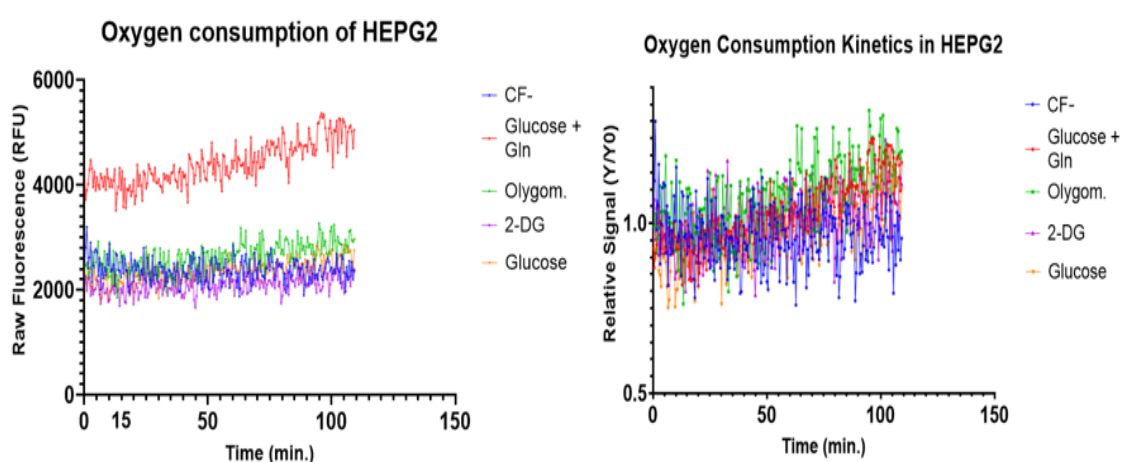 Oxygen consumption of HEPG2
Raw Fluorescence (RFU)
6000
4000
2000
0
0
15
50
100
150
Time (min.)
CF-
Glucose +
Gln
Olygom.
2-DG
Glucose
Oxygen Consumption Kinetics in HEPG2
Relative Signal (Y/Y0)
1.0
0.5
0
50
100
150
Time (min.)
CF-
Glucose +
Gln
Olygom.
2-DG
Glucose